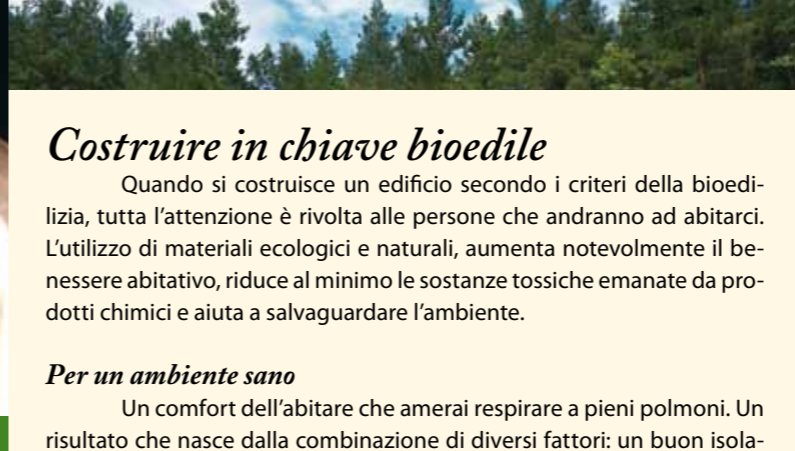 Costruire in chiave bioedile
Quando si costruisce un edificio secondo i criteri della bioedi-
lizia, tutta l'attenzione è rivolta alle persone che andranno ad abitarci.
L'utilizzo di materiali ecologici e naturali, aumenta notevolmente il be-
nessere abitativo, riduce al minimo le sostanze tossiche emanate da pro-
dotti chimici e aiuta a salvaguardare l'ambiente.
Per un ambiente sano
Un comfort dell'abitare che amerai respirare a pieni polmoni. Un
risultato che nasce dalla combinazione di diversi fattori: un buon isola-